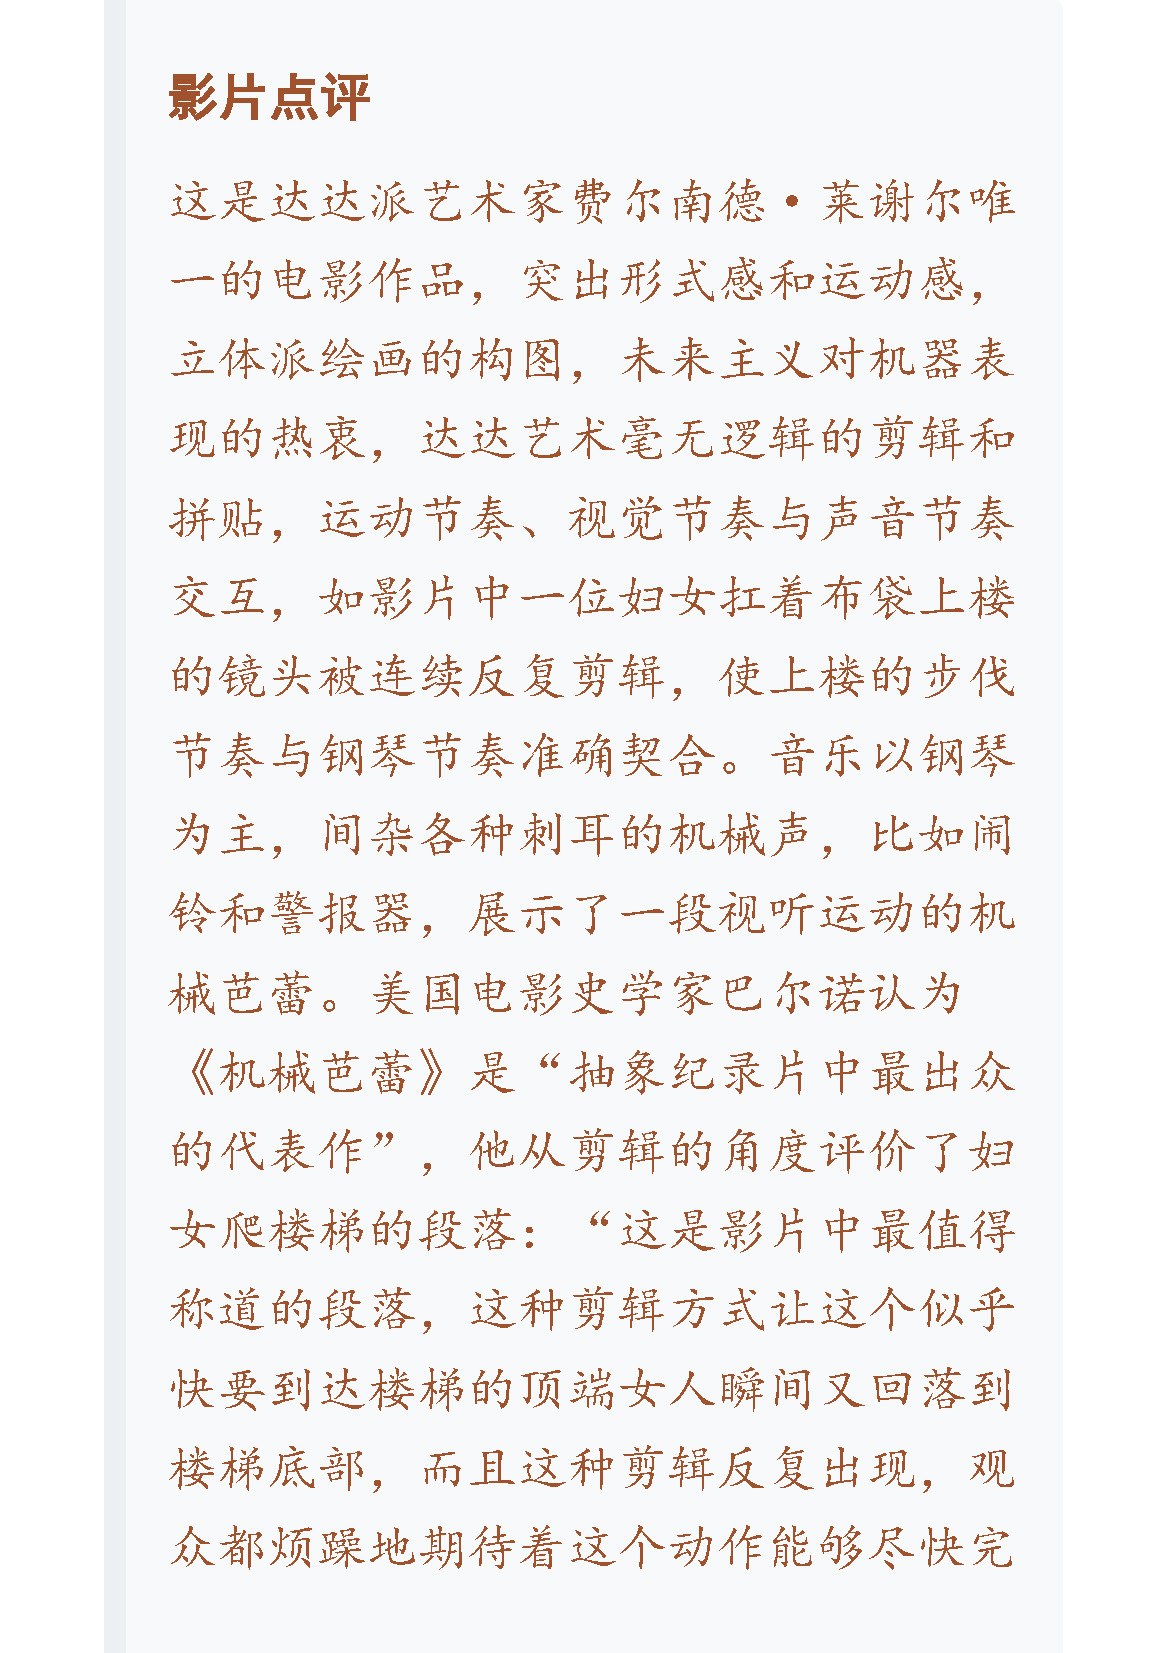 影片点评
这是达达派艺术家费尔南德·莱谢尔唯
一的电影作品，突出形式感和运动感，
立体派绘画的构图，未来主义对机器表
现的热衷，达达艺术毫无逻辑的剪辑和
拼贴，运动节奏、视觉节奏与声音节奏
交互，如影片中一位妇女扛着布袋上楼
的镜头被连续反复剪辑，使上楼的步伐
节奏与钢琴节奏准确契合。音乐以钢琴
为主，间杂各种刺耳的机械声，比如闹
铃和警报器，展示了一段视听运动的机
械芭蕾。美国电影史学家巴尔诺认为
《机械芭蕾》是“抽象纪录片中最出众
的代表作”，他从剪辑的角度评价了妇
女爬楼梯的段落：“这是影片中最值得
称道的段落，这种剪辑方式让这个似乎
快要到达楼梯的顶端女人瞬间又回落到
楼梯底部，而且这种剪辑反复出现，观
众都烦躁地期待着这个动作能够尽快完